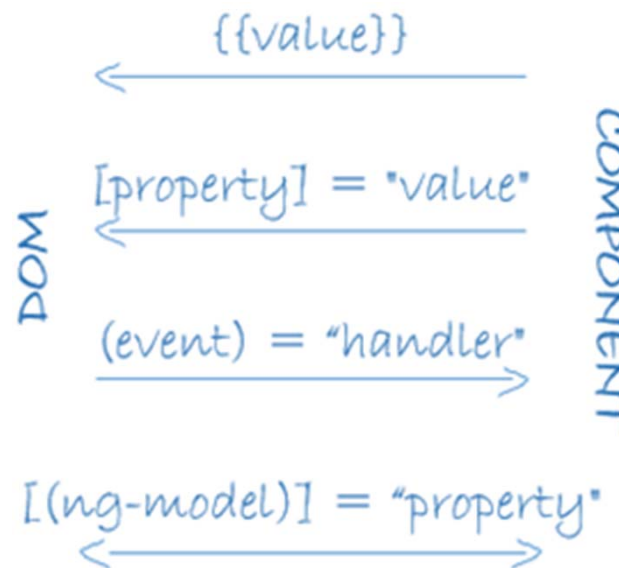 {{value}}
[property] = "value"
DOM
COMPONENT
(event) = "handler"
[(ng-model)] = "property"